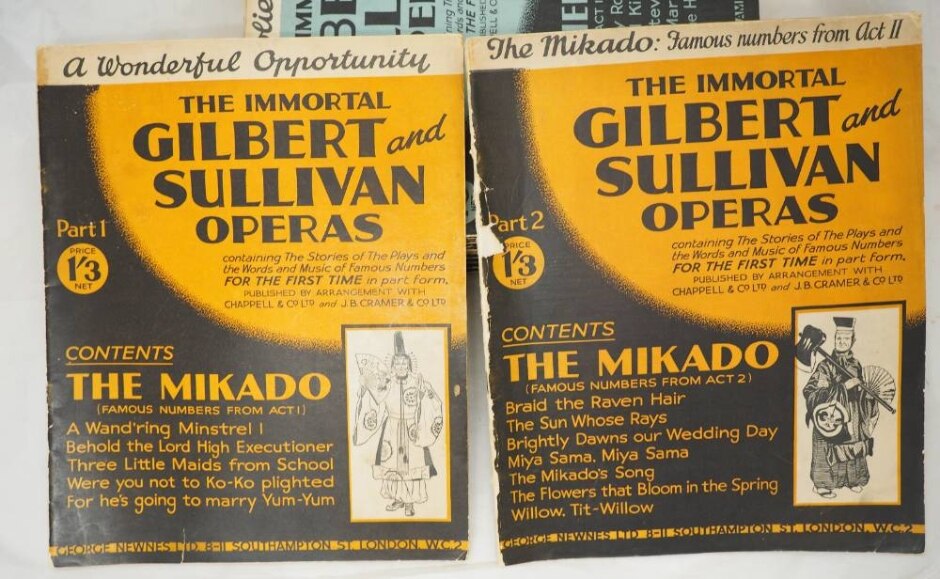 A Wonderful Opportunity
THE IMMORTAL
GILBERT and
SULLIVAN
OPERAS
Part 1
PRICE
1/3
NET
containing The Stories of The Plays and
the Words and Music of Famous Numbers
FOR THE FIRST TIME in part form.
PUBLISHED BY ARRANGEMENT WITH
CHAPPELL & CO LTD and J.B. CRAMER & CO LTD
CONTENTS
THE MIKADO
(FAMOUS NUMBERS FROM ACT I)
A Wand'ring Minstrel I
Behold the Lord High Executioner
Three Little Maids from School
Were you not to Ko-Ko plighted
For he's going to marry Yum-Yum
GEORGE NEWNES LTD 8-11 SOUTHAMPTON ST. LONDON. W.C.2
The Mikado: Famous numbers from Act II
THE IMMORTAL
GILBERT and
SULLIVAN
OPERAS
Part 2
PRICE
1/3
NET
containing The Stories of the Plays and
the Words and Music of Famous Numbers
FOR THE FIRST TIME in part form.
PUBLISHED BY ARRANGEMENT WITH
CHAPPELL & CO LTD and J.B. CRAMER & CO LTD
CONTENTS
THE MIKADO
(FAMOUS NUMBERS FROM ACT 2)
Braid the Raven Hair
The Sun Whose Rays
Brightly Dawns our Wedding Day
Miya Sama, Miya Sama
The Mikado's Song
The Flowers that Bloom in the Spring
Willow, Tit-Willow
GEORGE NEWNES LTD 8-11 SOUTHAMPTON ST. LONDON. W.C.2